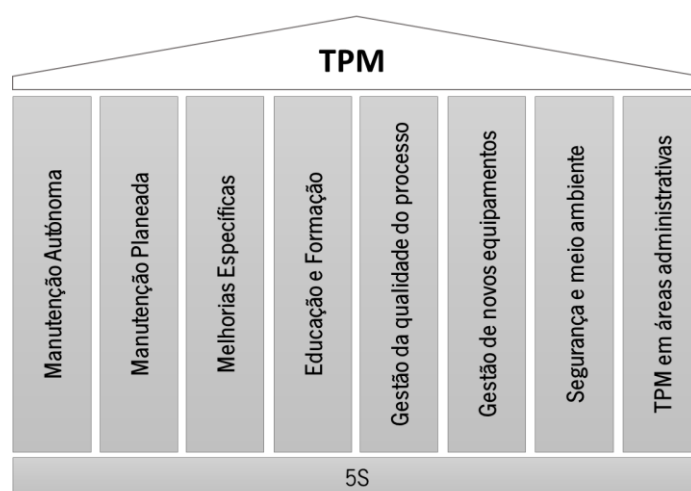 TPM
Manutenção Autónoma
Manutenção Planeada
Melhorias Específicas
Educação e Formação
Gestão da qualidade do processo
Gestão de novos equipamentos
Segurança e meio ambiente
TPM em áreas administrativas
5S